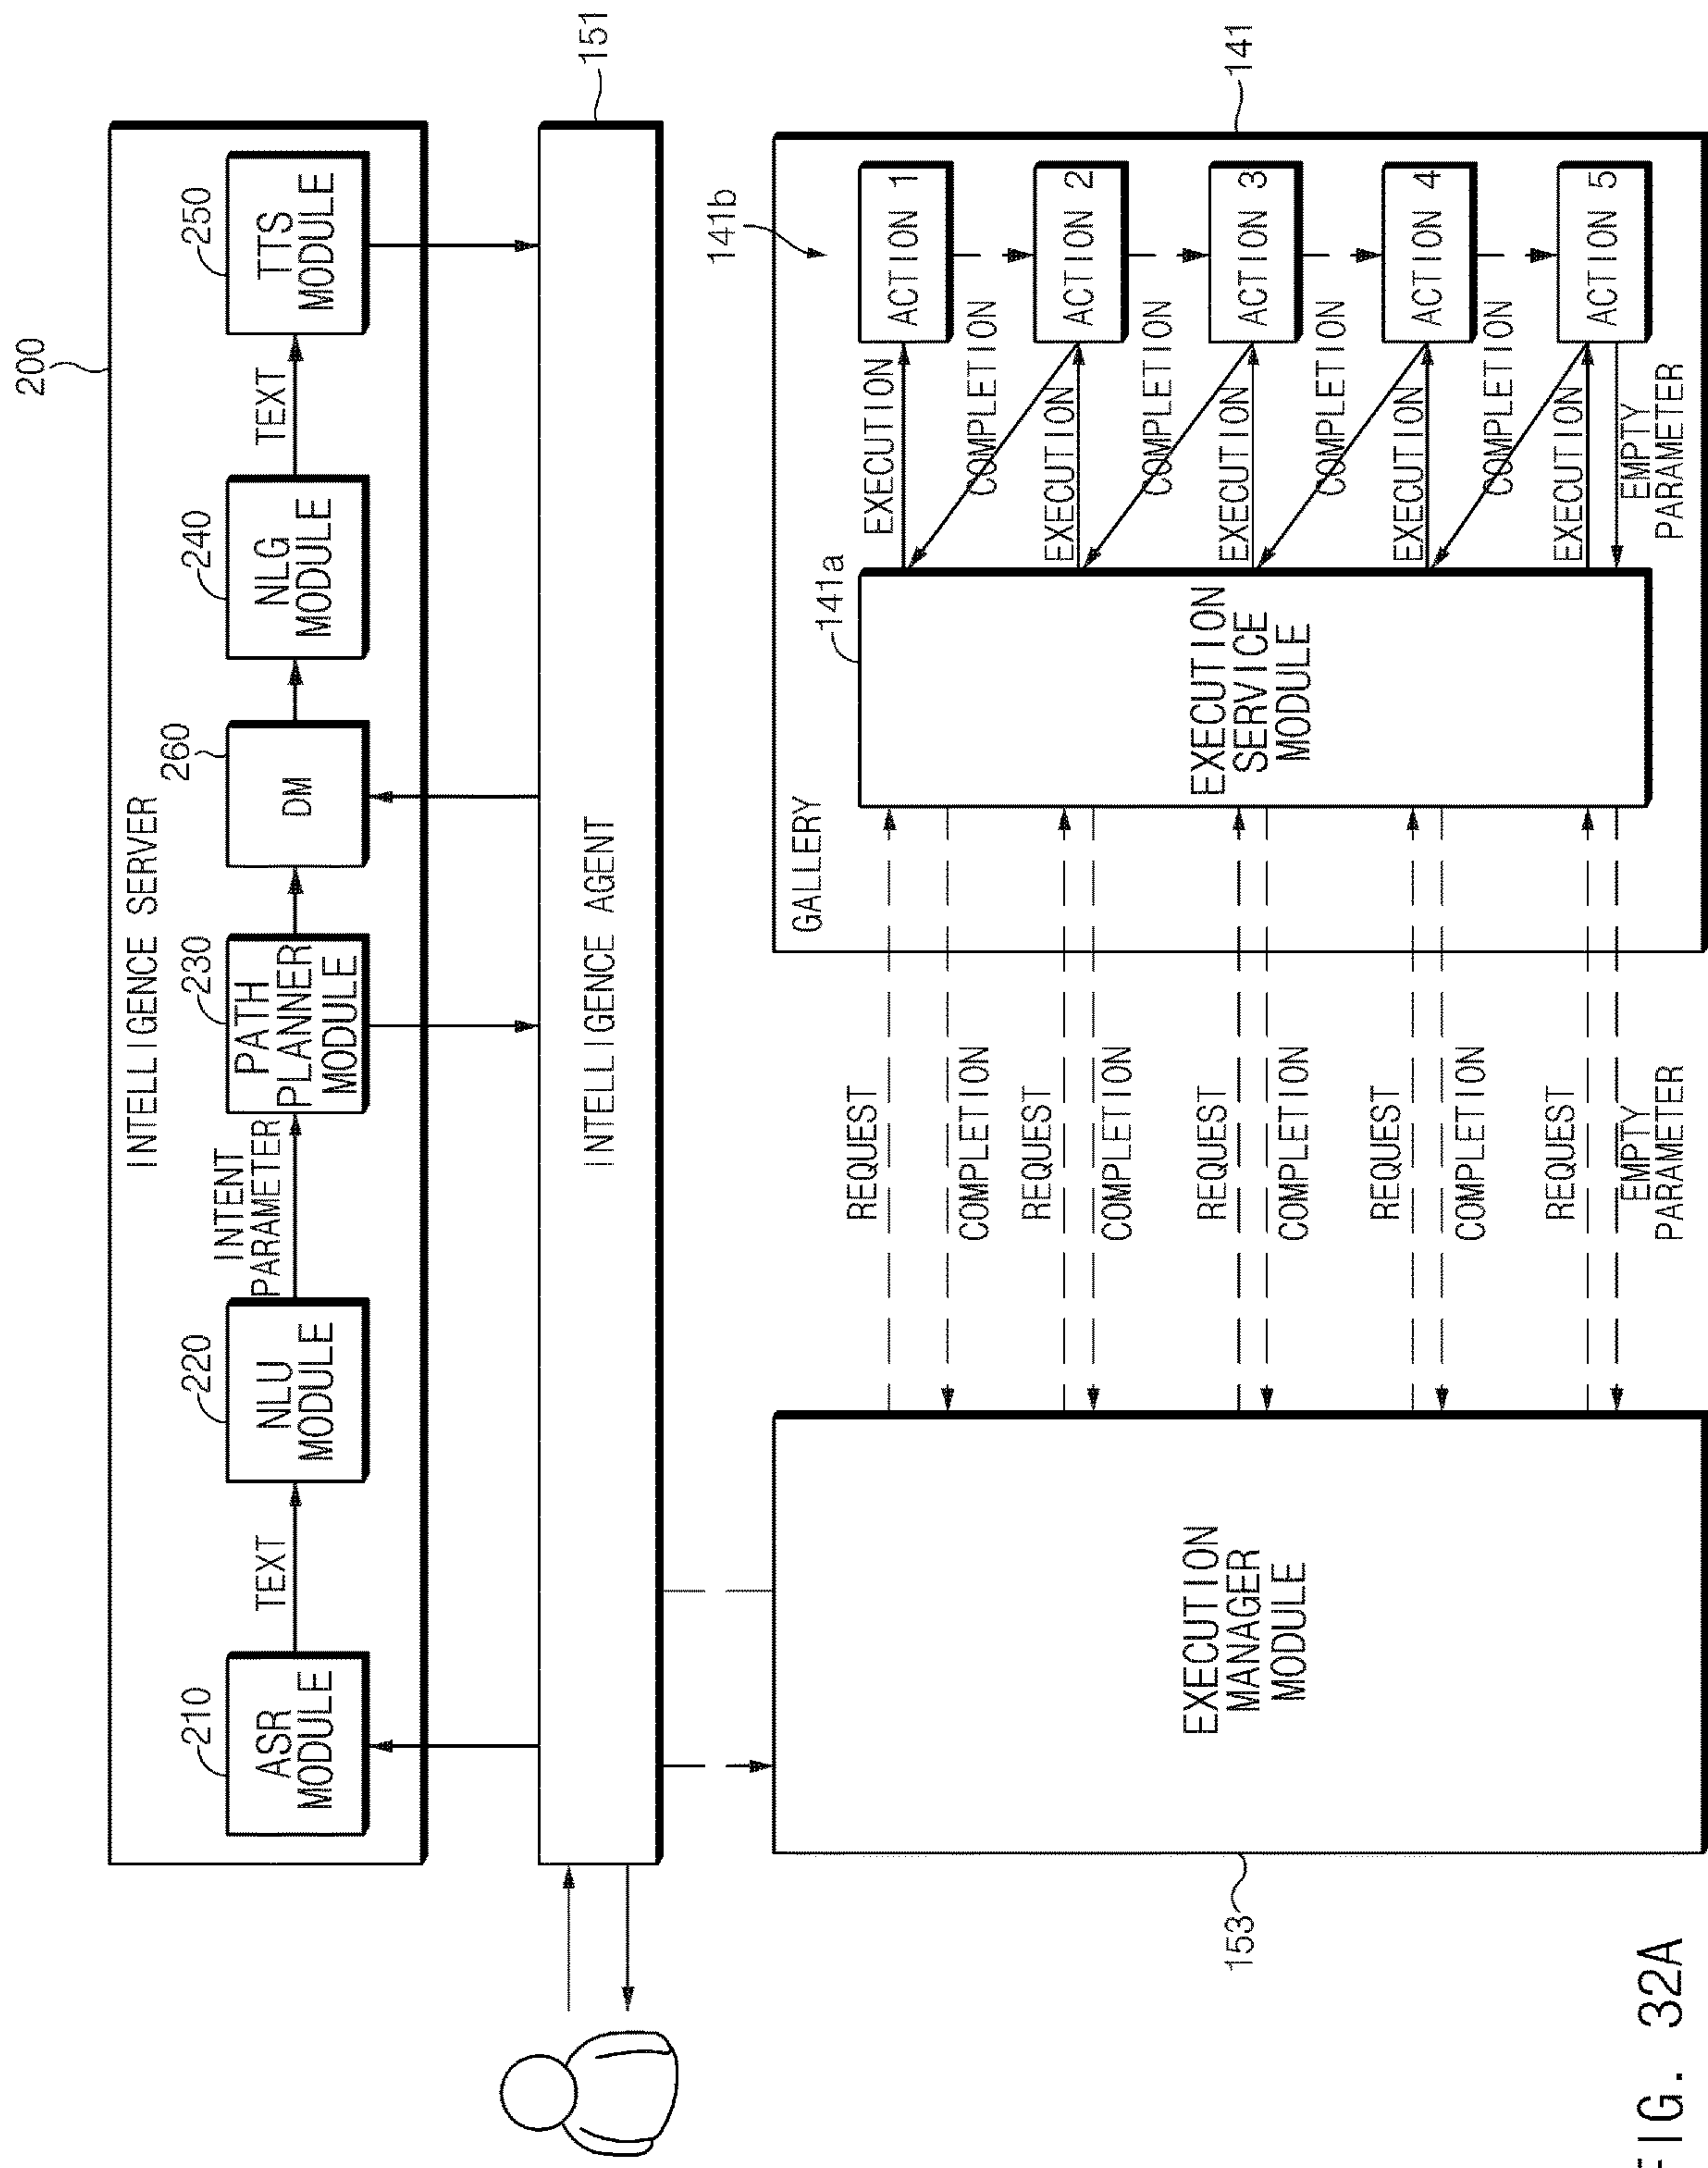 200
INTELLIGENCE SERVER
210
ASR
MODULE
TEXT
220
NLU
MODULE
INTENT
PARAMETER
230
PATH
PLANNER
MODULE
260
DM
240
NLG
MODULE
TEXT
250
TTS
MODULE
INTELLIGENCE AGENT
151
153
EXECUTION
MANAGER
MODULE
REQUEST
COMPLETION
REQUEST
COMPLETION
REQUEST
COMPLETION
REQUEST
COMPLETION
REQUEST
EMPTY
PARAMETER
GALLERY
141
141a
EXECUTION
SERVICE
MODULE
141b
EXECUTION
COMPLETION
EXECUTION
COMPLETION
EXECUTION
COMPLETION
EXECUTION
COMPLETION
EXECUTION
EMPTY
PARAMETER
ACTION 1
ACTION 2
ACTION 3
ACTION 4
ACTION 5
FIG. 32A